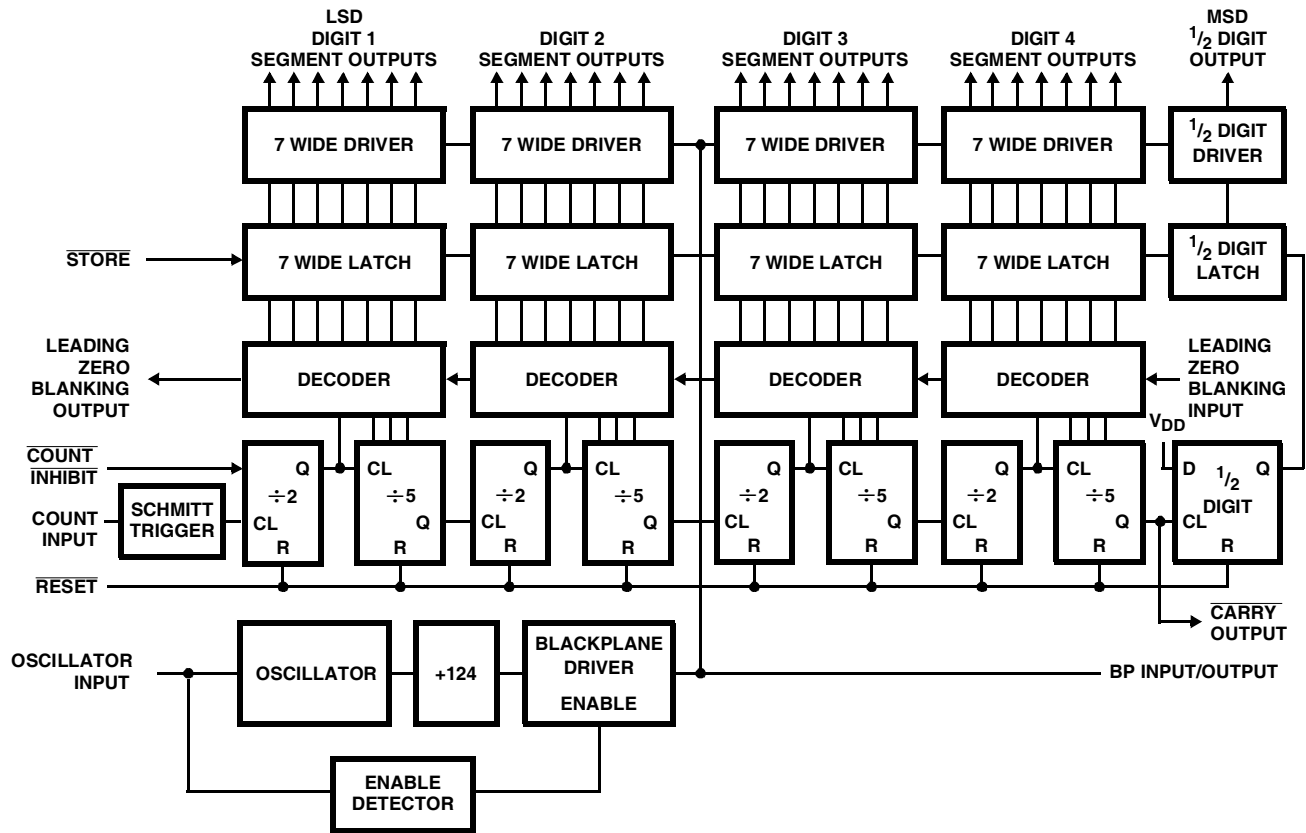 LSD
DIGIT 1
SEGMENT OUTPUTS
DIGIT 2
SEGMENT OUTPUTS
DIGIT 3
SEGMENT OUTPUTS
DIGIT 4
SEGMENT OUTPUTS
MSD
1/2 DIGIT
OUTPUT
7 WIDE DRIVER
7 WIDE DRIVER
7 WIDE DRIVER
7 WIDE DRIVER
1/2 DIGIT
DRIVER
STORE
7 WIDE LATCH
7 WIDE LATCH
7 WIDE LATCH
7 WIDE LATCH
1/2 DIGIT
LATCH
LEADING
ZERO
BLANKING
OUTPUT
DECODER
DECODER
DECODER
DECODER
LEADING
ZERO
BLANKING
INPUT
VDD
COUNT
INHIBIT
COUNT
INPUT
SCHMITT
TRIGGER
Q
÷2
CL
R
CL
÷5
Q
R
Q
÷2
CL
R
CL
÷5
Q
R
Q
÷2
CL
R
CL
÷5
Q
R
Q
÷2
CL
R
CL
÷5
Q
R
D
1/2
DIGIT
Q
CL
R
RESET
CARRY
OUTPUT
OSCILLATOR
INPUT
OSCILLATOR
+124
BLACKPLANE
DRIVER
ENABLE
BP INPUT/OUTPUT
ENABLE
DETECTOR